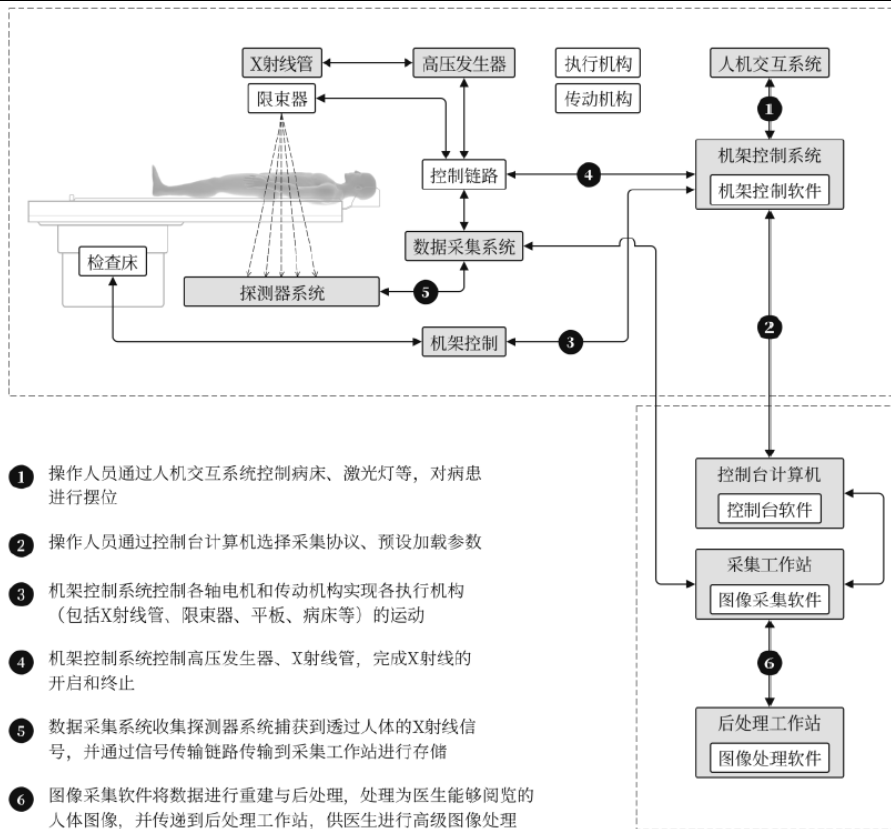 X射线管
高压发生器
执行机构
人机交互系统
限束器
传动机构
1
机架控制系统
控制链路
4
机架控制软件
数据采集系统
检查床
探测器系统
5
2
机架控制
3
1 操作人员通过人机交互系统控制病床、激光灯等，对病患
进行摆位
控制台计算机
控制台软件
2 操作人员通过控制台计算机选择采集协议、预设加载参数
采集工作站
3 机架控制系统控制各轴电机和传动机构实现各执行机构
（包括X射线管、限束器、平板、病床等）的运动
图像采集软件
4 机架控制系统控制高压发生器、X射线管，完成X射线的
开启和终止
6
5 数据采集系统收集探测器系统捕获到透过人体的X射线信
号，并通过信号传输链路传输到采集工作站进行存储
后处理工作站
图像处理软件
6 图像采集软件将数据进行重建与后处理，处理为医生能够阅览的
人体图像，并传递到后处理工作站，供医生进行高级图像处理